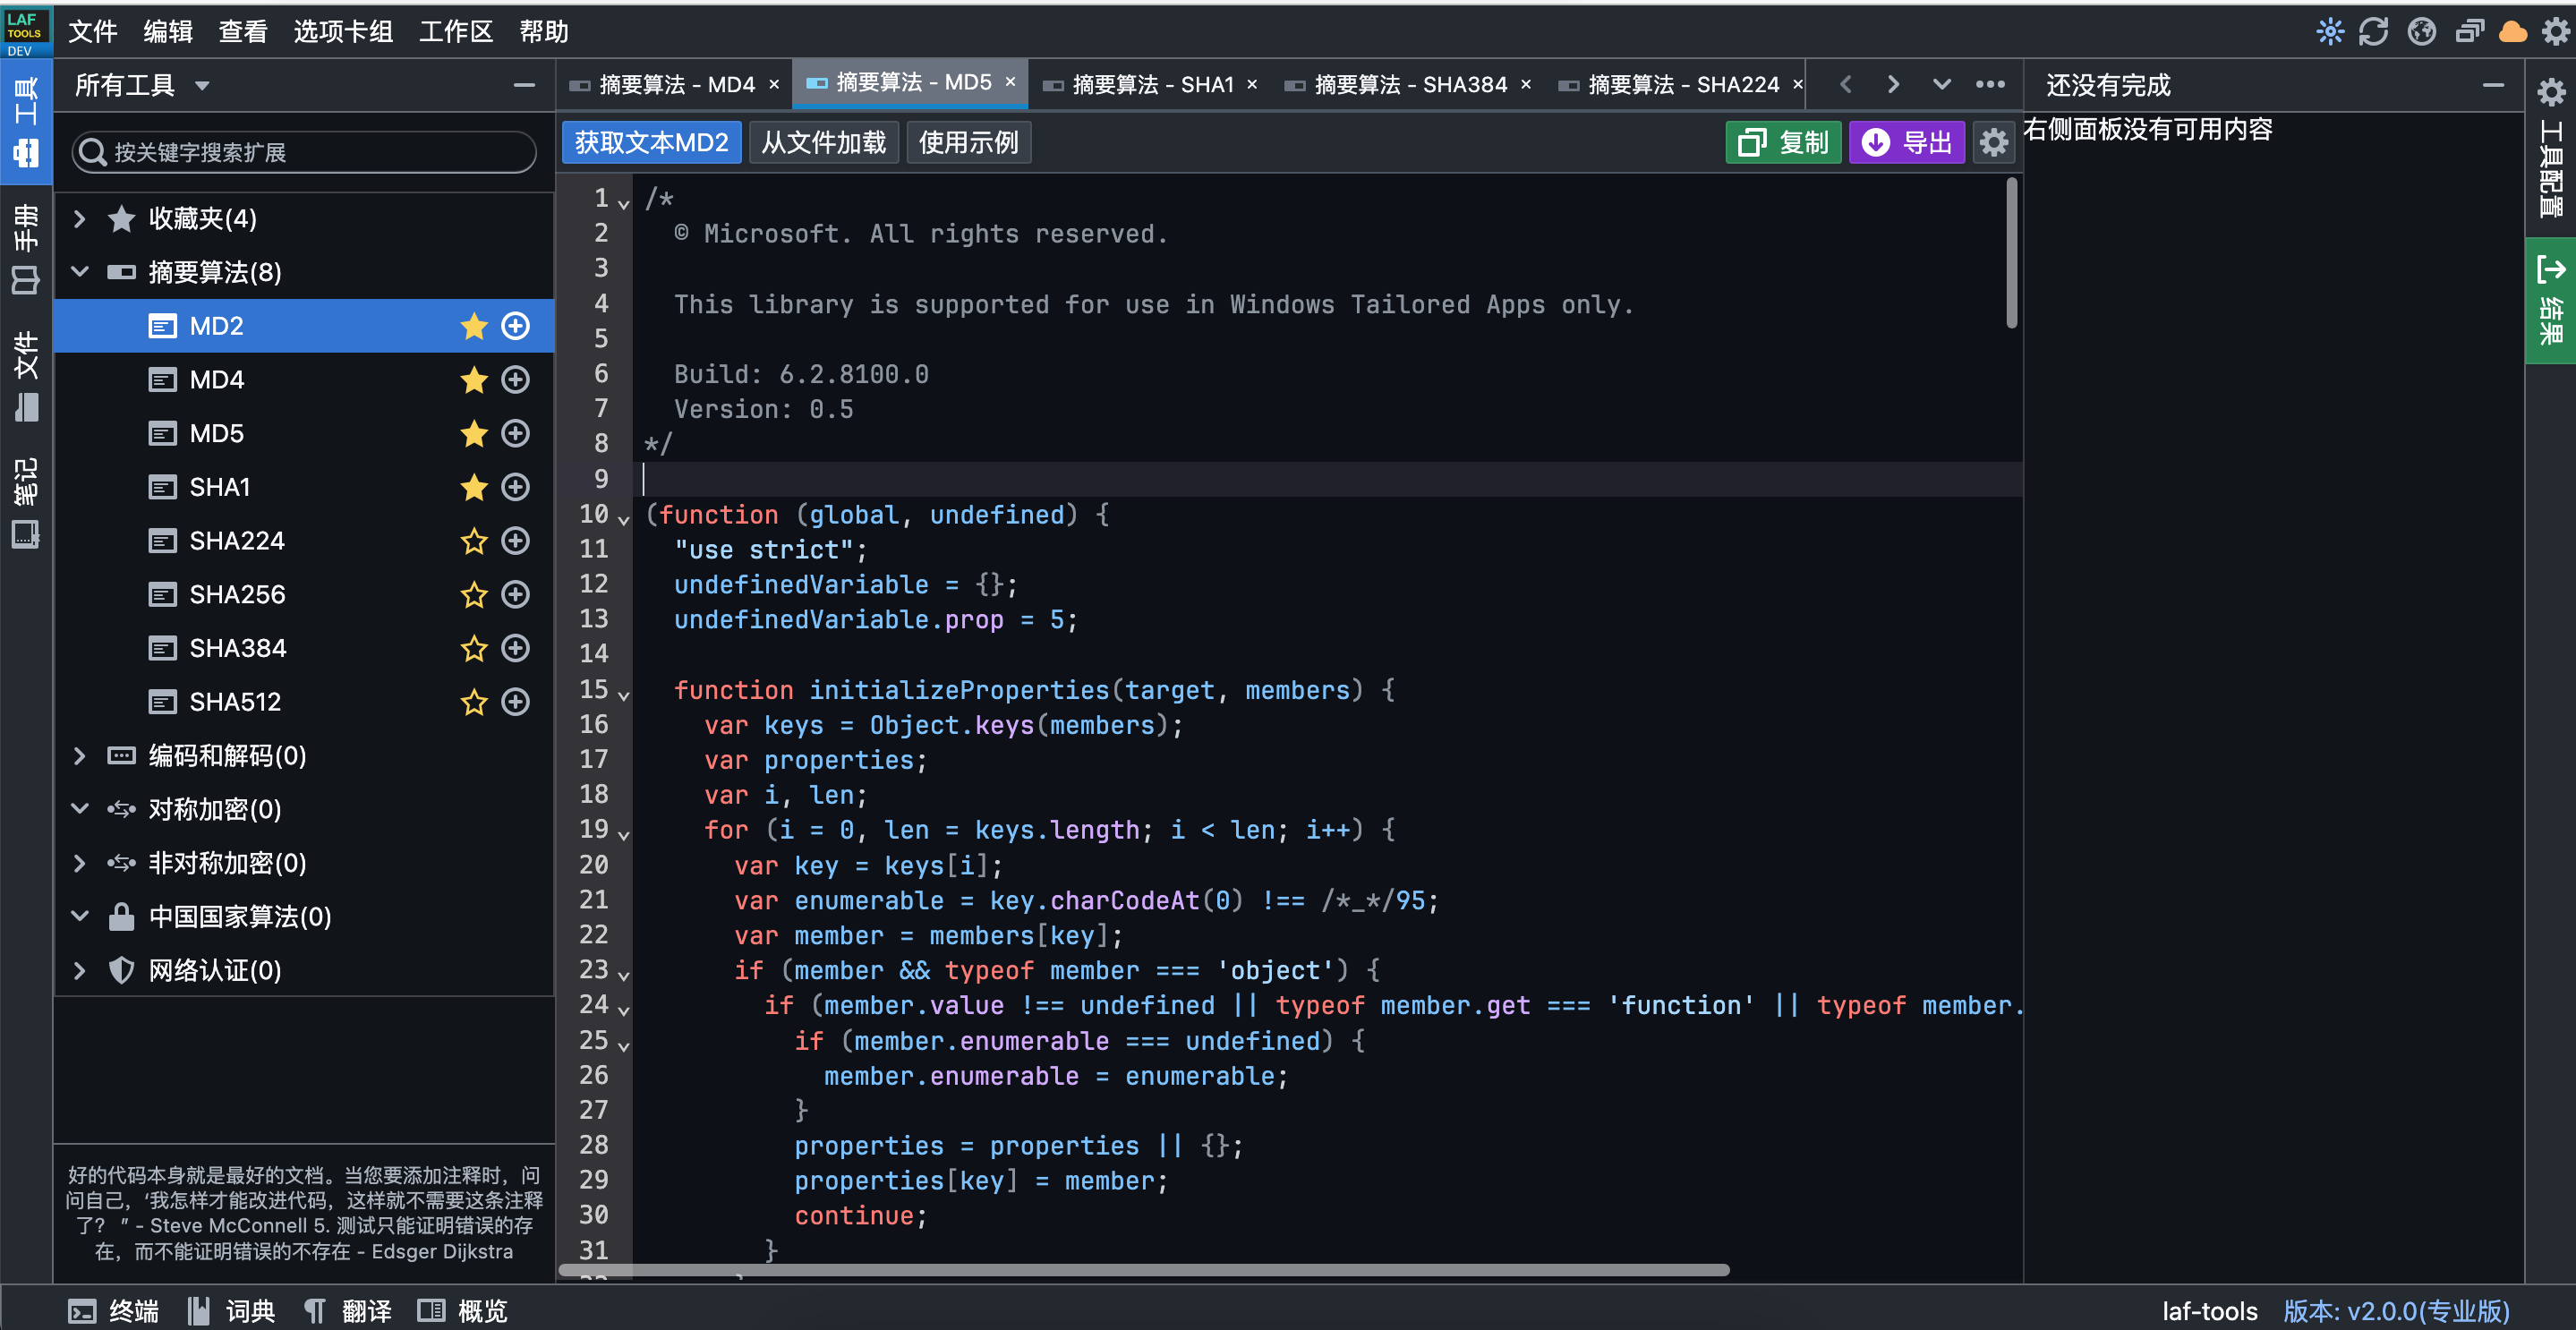 LAF
TOOLS
DEV
文件 编辑 查看 选项卡组 工作区 帮助
工具
手册
文件
笔记
所有工具
按关键字搜索扩展
收藏夹(4)
摘要算法(8)
MD2
MD4
MD5
SHA1
SHA224
SHA256
SHA384
SHA512
编码和解码(0)
对称加密(0)
非对称加密(0)
中国国家算法(0)
网络认证(0)
好的代码本身就是最好的文档。当您要添加注释时，问
问自己，‘我怎样才能改进代码，这样就不需要这条注释
了？ ” - Steve McConnell 5. 测试只能证明错误的存
在，而不能证明错误的不存在 - Edsger Dijkstra
摘要算法 - MD4 × 摘要算法 - MD5 × 摘要算法 - SHA1 × 摘要算法 - SHA384 × 摘要算法 - SHA224 ×
获取文本MD2 从文件加载 使用示例 复制 导出
1 /*
2   © Microsoft. All rights reserved.
3
4   This library is supported for use in Windows Tailored Apps only.
5
6   Build: 6.2.8100.0
7   Version: 0.5
8 */
9
10 (function (global, undefined) {
11   "use strict";
12   undefinedVariable = {};
13   undefinedVariable.prop = 5;
14
15   function initializeProperties(target, members) {
16     var keys = Object.keys(members);
17     var properties;
18     var i, len;
19     for (i = 0, len = keys.length; i < len; i++) {
20       var key = keys[i];
21       var enumerable = key.charCodeAt(0) !== /*_*/95;
22       var member = members[key];
23       if (member && typeof member === 'object') {
24         if (member.value !== undefined || typeof member.get === 'function' || typeof member.
25           if (member.enumerable === undefined) {
26             member.enumerable = enumerable;
27           }
28           properties = properties || {};
29           properties[key] = member;
30           continue;
31         }
还没有完成
右侧面板没有可用内容
工具配置
结果
终端 词典 翻译 概览
laf-tools 版本: v2.0.0(专业版)